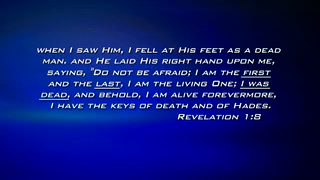 when I saw Him, I fell at His feet as a dead
man. and He laid His right hand upon me,
saying, "Do not be afraid; I am the first
and the last, I am the living One; I was
dead, and behold, I am alive forevermore,
I have the keys of death and of Hades.
Revelation 1:8